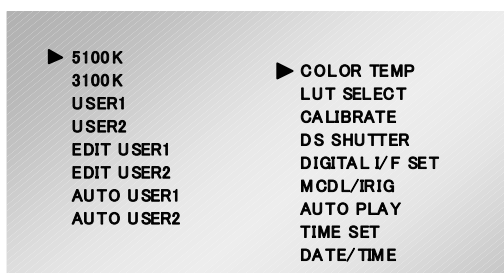 5100K
3100K
USER1
USER2
EDIT USER1
EDIT USER2
AUTO USER1
AUTO USER2
COLOR TEMP
LUT SELECT
CALIBRATE
DS SHUTTER
DIGITAL I/F SET
MCDL/IRIG
AUTO PLAY
TIME SET
DATE/TIME